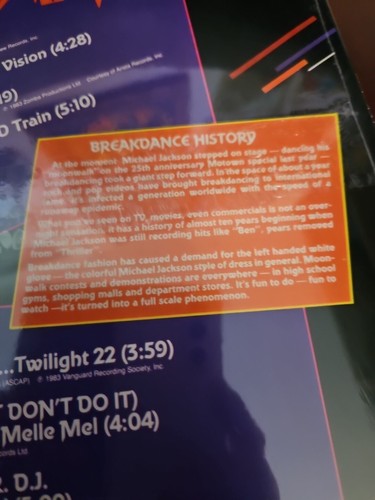 Records, Inc.
Vision (4:28)
℗ 1983 Zomba Productions Ltd. Courtesy of Arista Records, Inc.
D Train (5:10)
BREAKDANCE HISTORY
At the moment Michael Jackson stepped on stage — dancing his
"moonwalk" on the 25th anniversary Motown special last year —
breakdancing took a giant step forward. In the space of about a year
rock and pop videos have brought breakdancing to international
fame. It's infected a generation worldwide with the speed of a
runaway epidemic.
What you've seen on TV, movies, even commercials is not an over-
night sensation. It has a history of almost ten years beginning when
Michael Jackson was still recording hits like "Ben", years removed
from "Thriller".
Breakdance fashion has caused a demand for the left handed white
glove — the colorful Michael Jackson style of dress in general. Moon-
walk contests and demonstrations are everywhere — in high school
gyms, shopping malls and department stores. It's fun to do — fun to
watch —it's turned into a full scale phenomenon.
...Twilight 22 (3:59)
(ASCAP) ℗ 1983 Vanguard Recording Society, Inc
DON'T DO IT)
Melle Mel (4:04)
Records Ltd.
R. D.J.